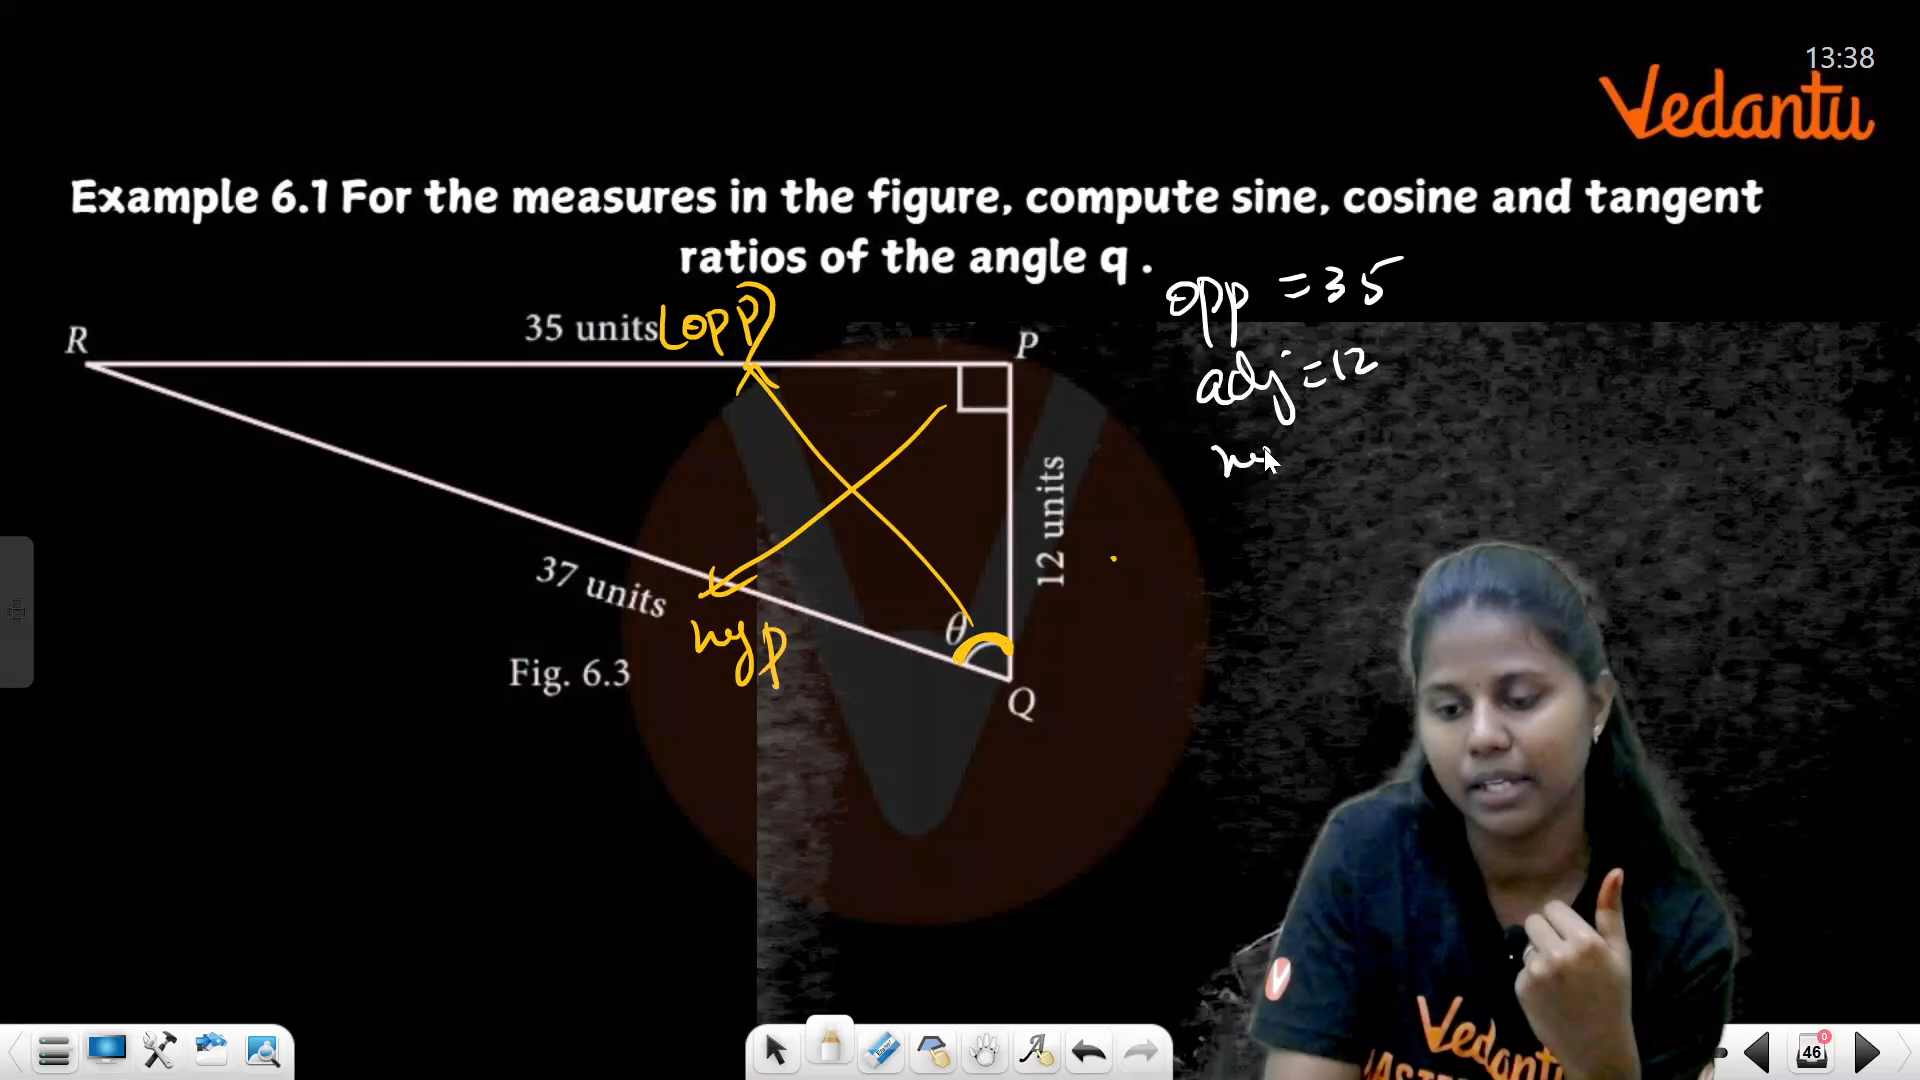 13:38
Vedantu
Example 6.1 For the measures in the figure, compute sine, cosine and tangent
ratios of the angle q .
opp = 35
R
35 units
(opp)
P
adj = 12
12 units
37 units
θ
hyp
Fig. 6.3
Q
Vedantu
46
0